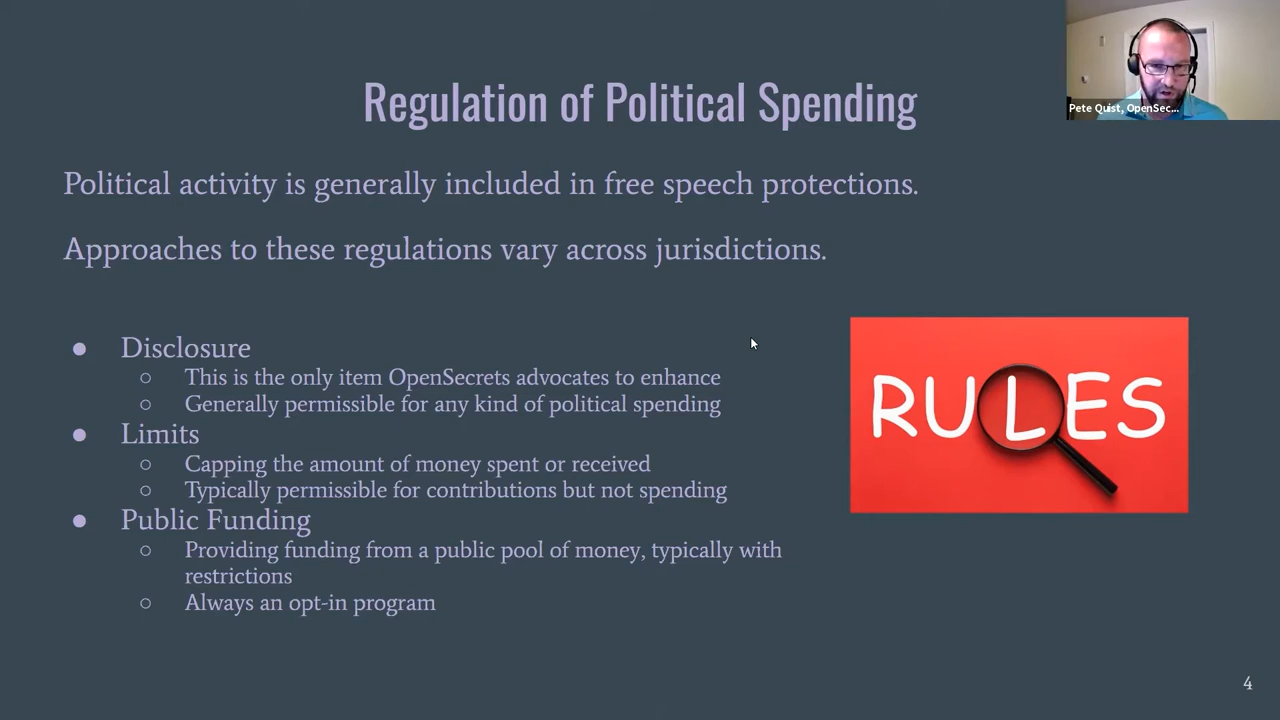 Pete Quist, OpenSec...
Regulation of Political Spending
Political activity is generally included in free speech protections.
Approaches to these regulations vary across jurisdictions.
● Disclosure
○ This is the only item OpenSecrets advocates to enhance
○ Generally permissible for any kind of political spending
● Limits
○ Capping the amount of money spent or received
○ Typically permissible for contributions but not spending
● Public Funding
○ Providing funding from a public pool of money, typically with
restrictions
○ Always an opt-in program
RULES
4